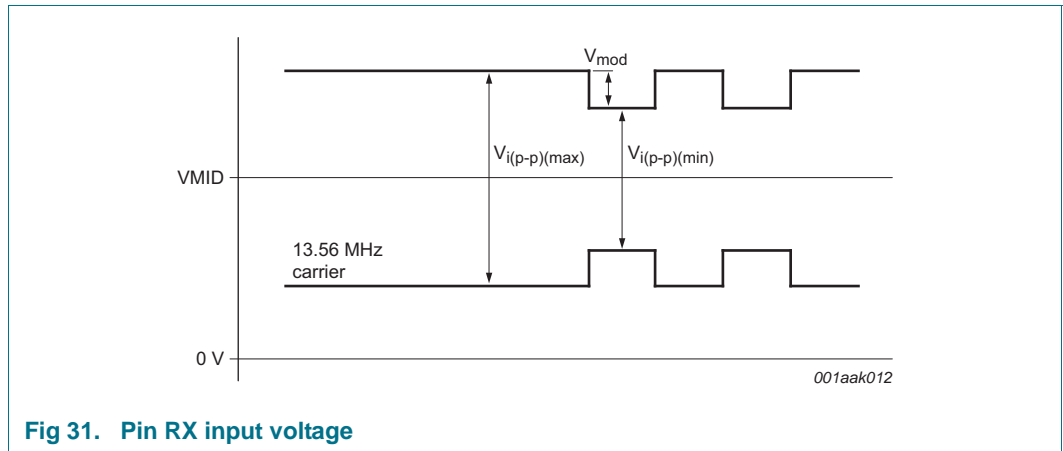 Vmod
Vi(p-p)(max)
Vi(p-p)(min)
VMID
13.56 MHz
carrier
0 V
001aak012
Fig 31. Pin RX input voltage